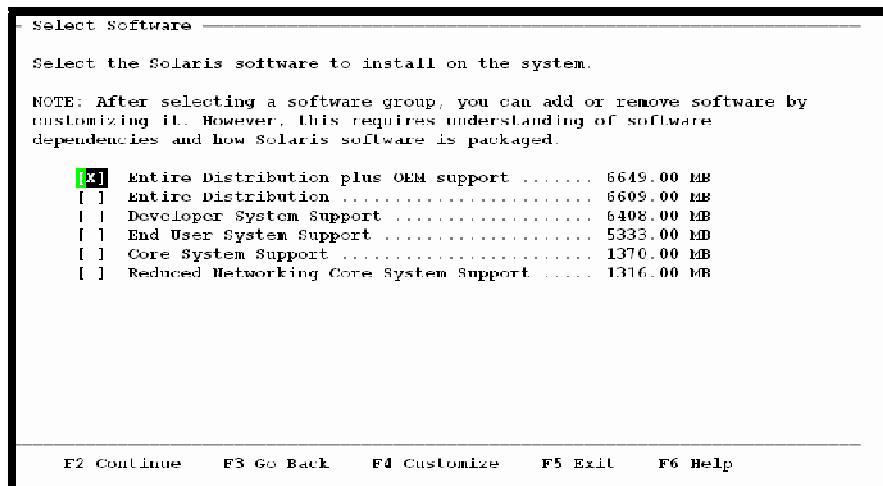 Select Software
Select the Solaris software to install on the system.
NOTE: After selecting a software group, you can add or remove software by
customizing it. However, this requires understanding of software
dependencies and how Solaris software is packaged.
[X] Entire Distribution plus OEM support ....... 6649.00 MB
[ ] Entire Distribution ........................ 6609.00 MB
[ ] Developer System Support ................... 6408.00 MB
[ ] End User System Support .................... 5333.00 MB
[ ] Core System Support ........................ 1370.00 MB
[ ] Reduced Networking Core System Support ..... 1316.00 MB
F2 Continue F3 Go Back F4 Customize F5 Exit F6 Help